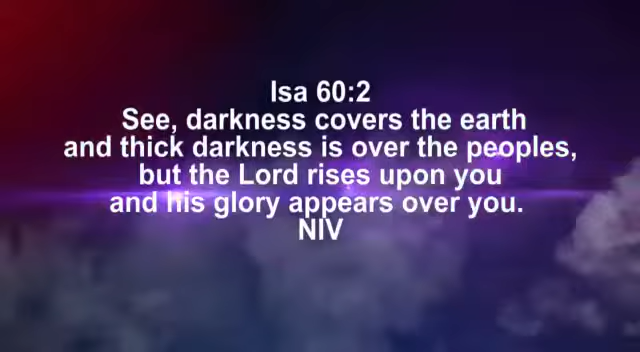 Isa 60:2
See, darkness covers the earth
and thick darkness is over the peoples,
but the Lord rises upon you
and his glory appears over you.
NIV